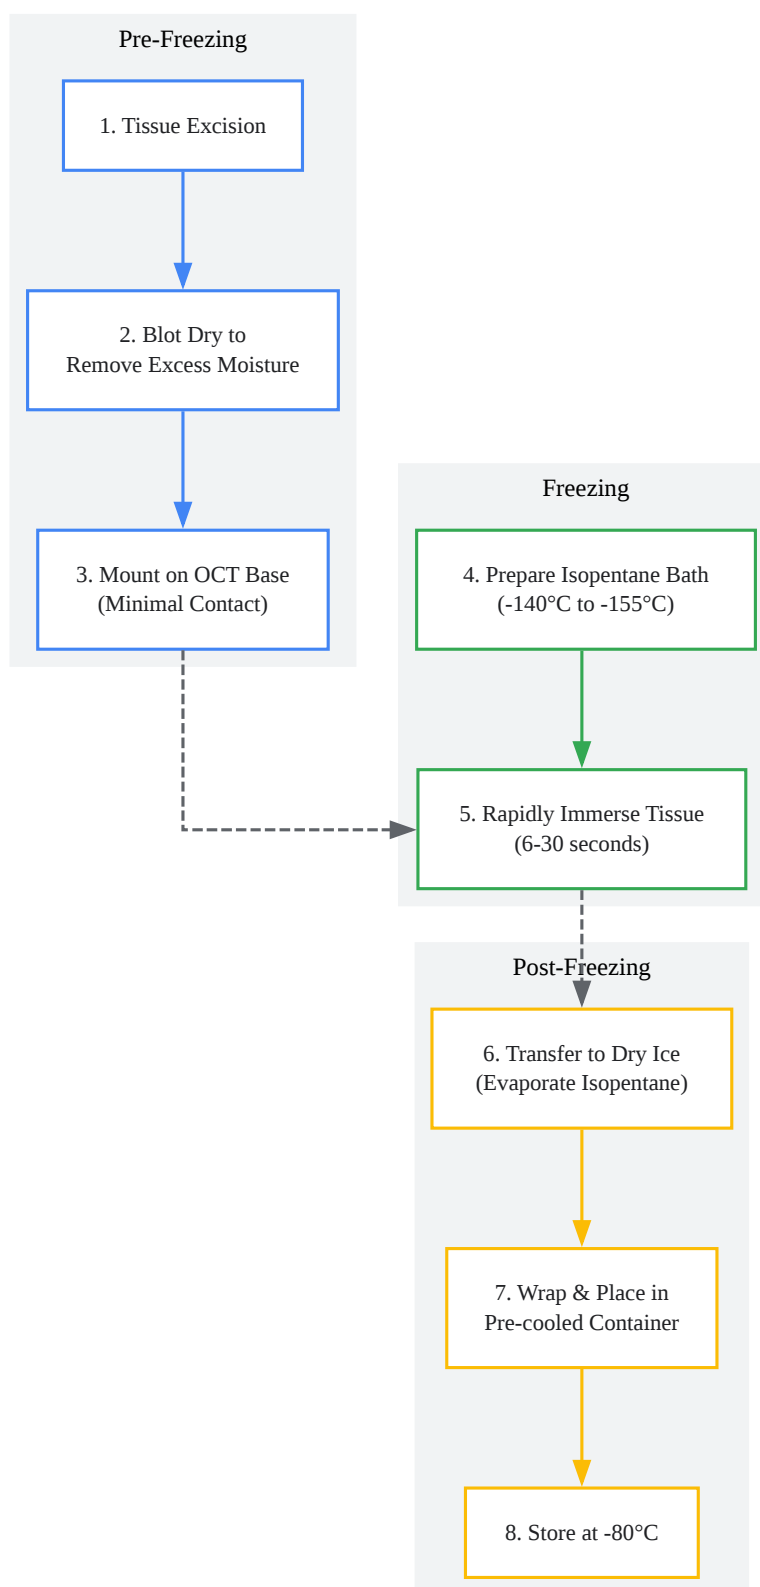 Pre-Freezing
1. Tissue Excision
2. Blot Dry to
Remove Excess Moisture
3. Mount on OCT Base
(Minimal Contact)
Freezing
4. Prepare Isopentane Bath
(-140°C to -155°C)
5. Rapidly Immerse Tissue
(6-30 seconds)
Post-Freezing
6. Transfer to Dry Ice
(Evaporate Isopentane)
7. Wrap & Place in
Pre-cooled Container
8. Store at -80°C